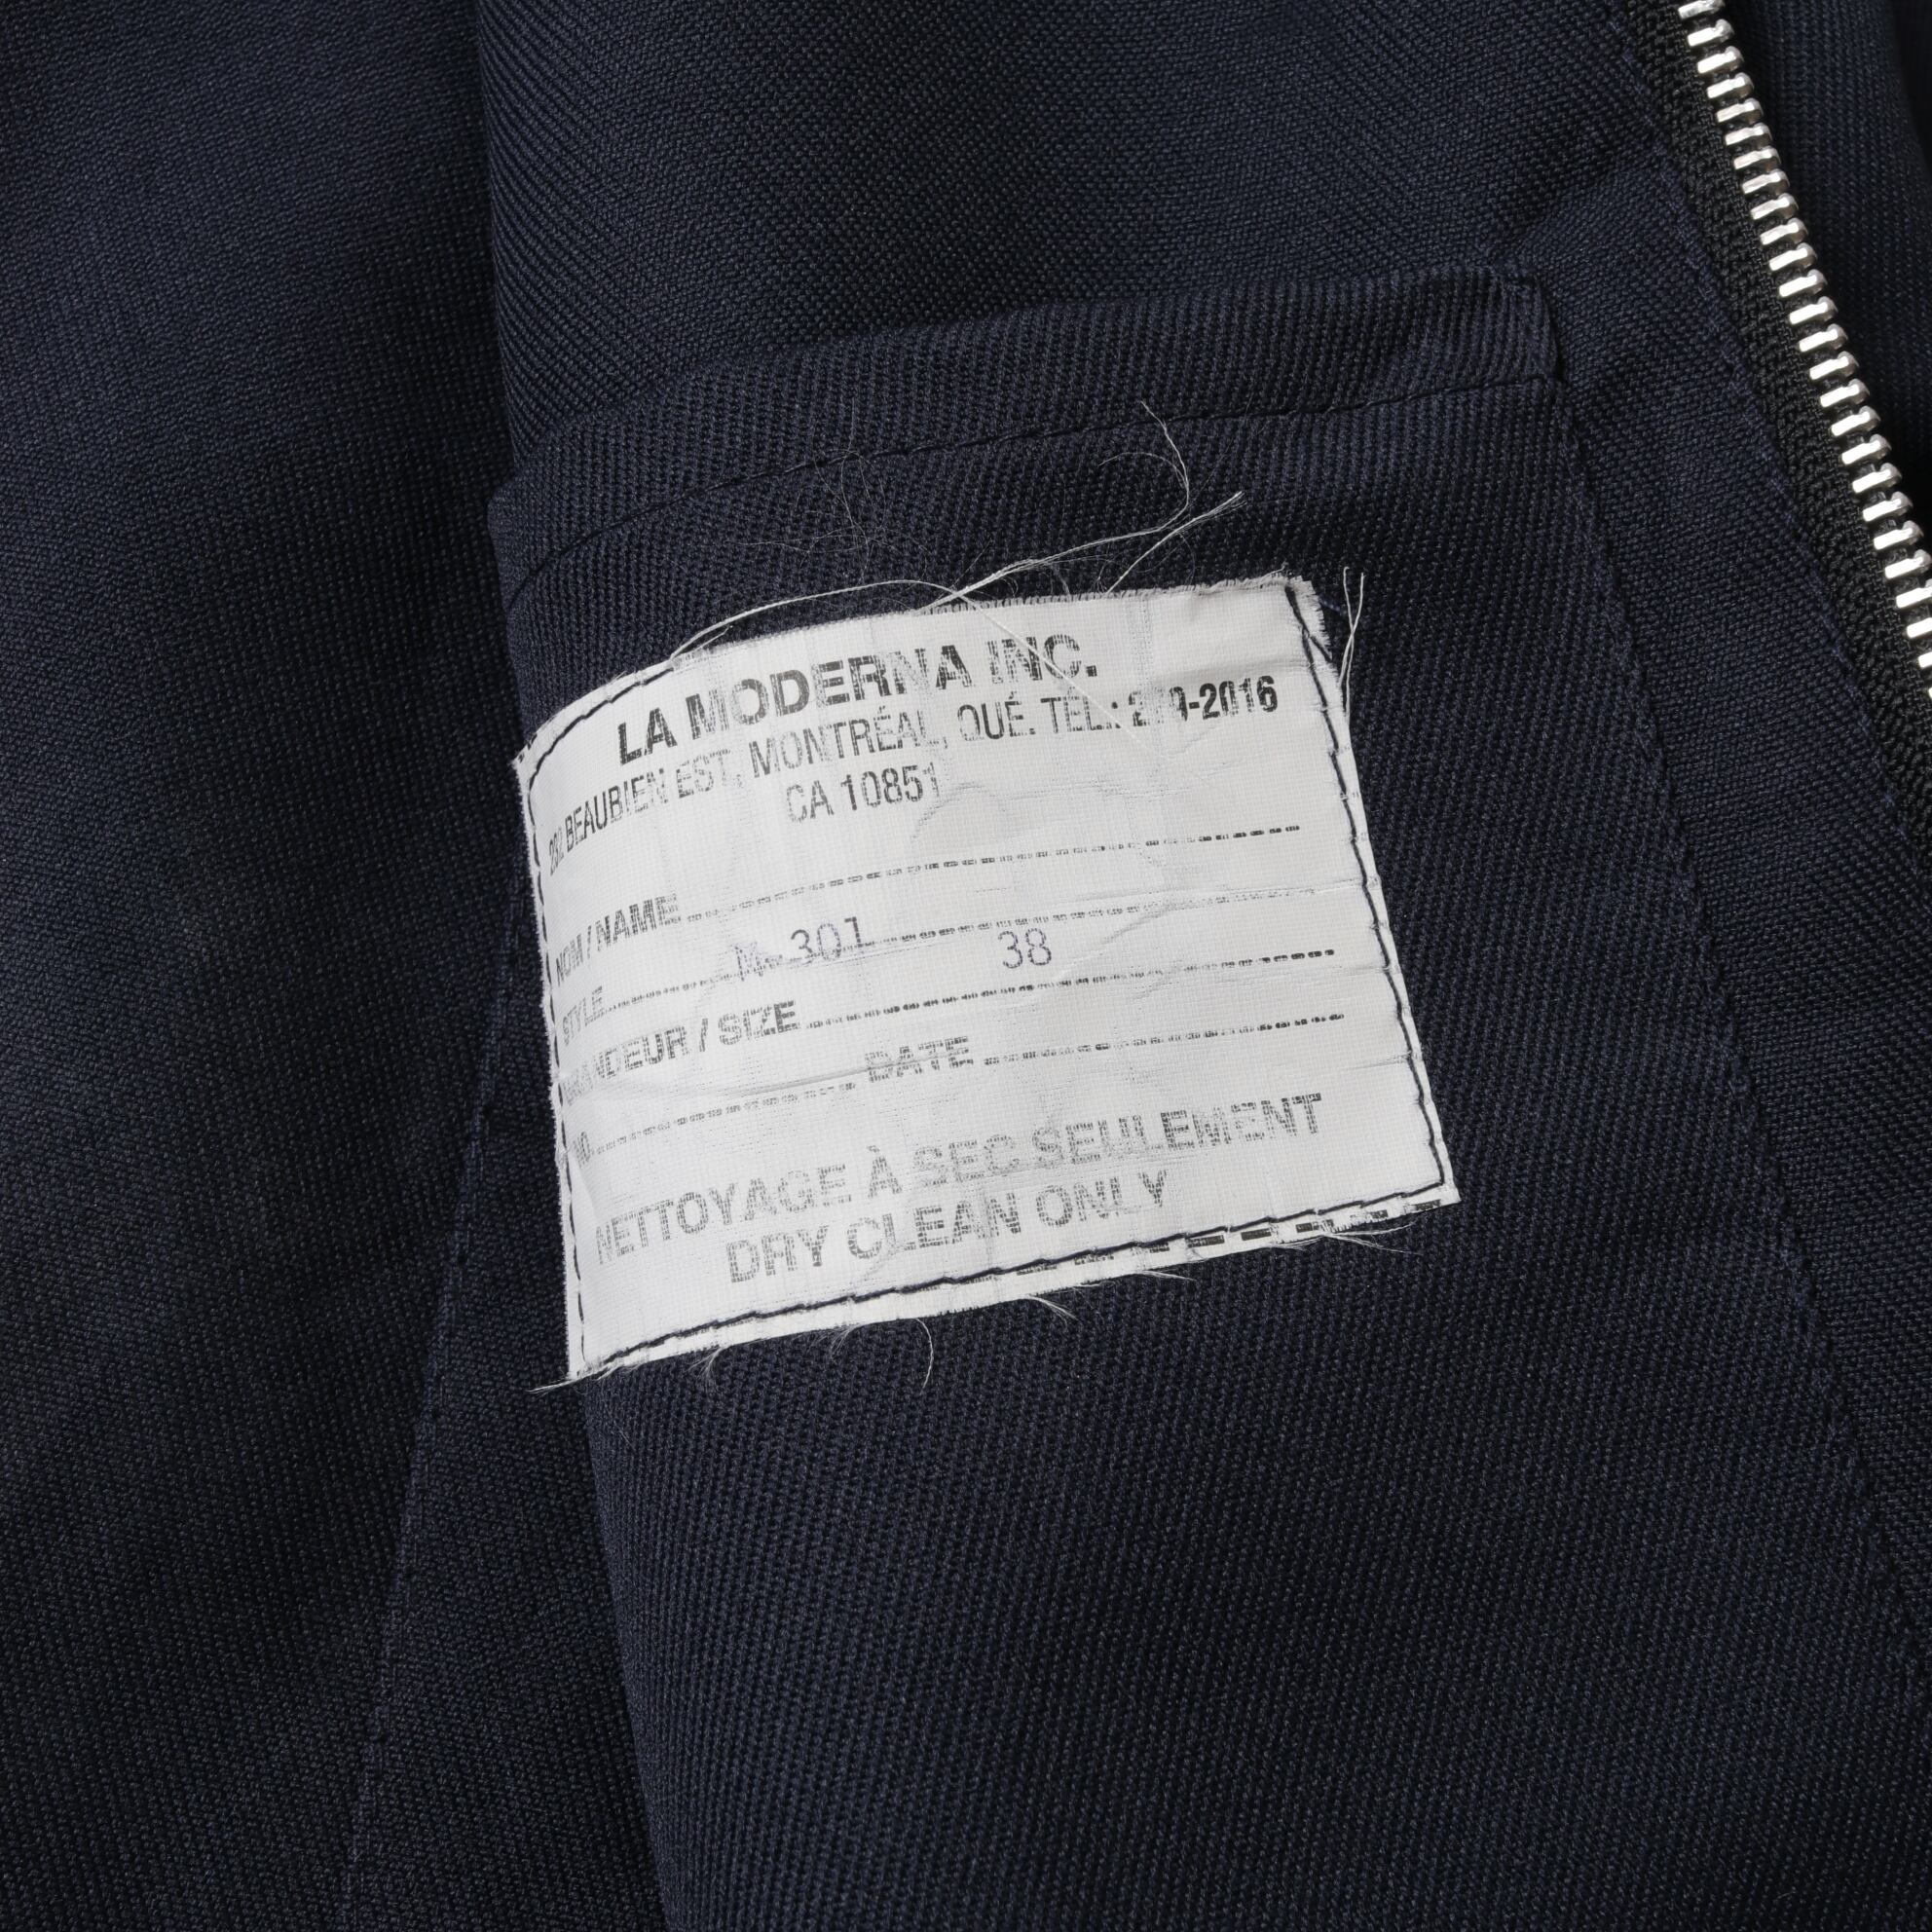 LA MODERNA INC.
BEAUBIEN EST, MONTRÉAL, QUÉ. TEL.:
CA 10851
NOM / NAME
STYLE M-301 38
GRANDEUR / SIZE
NO. DATE
NETTOYAGE À SEC SEULEMENT
DRY CLEAN ONLY